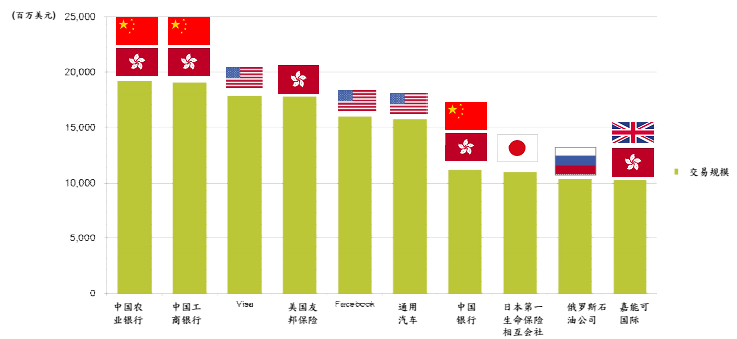 (百万美元)
25,000
20,000
15,000
10,000
5,000
0
交易规模
中国农
业银行
中国工
商银行
Visa
美国友
邦保险
Facebook
通用
汽车
中国
银行
日本第一
生命保险
相互会社
俄罗斯石
油公司
嘉能可
国际